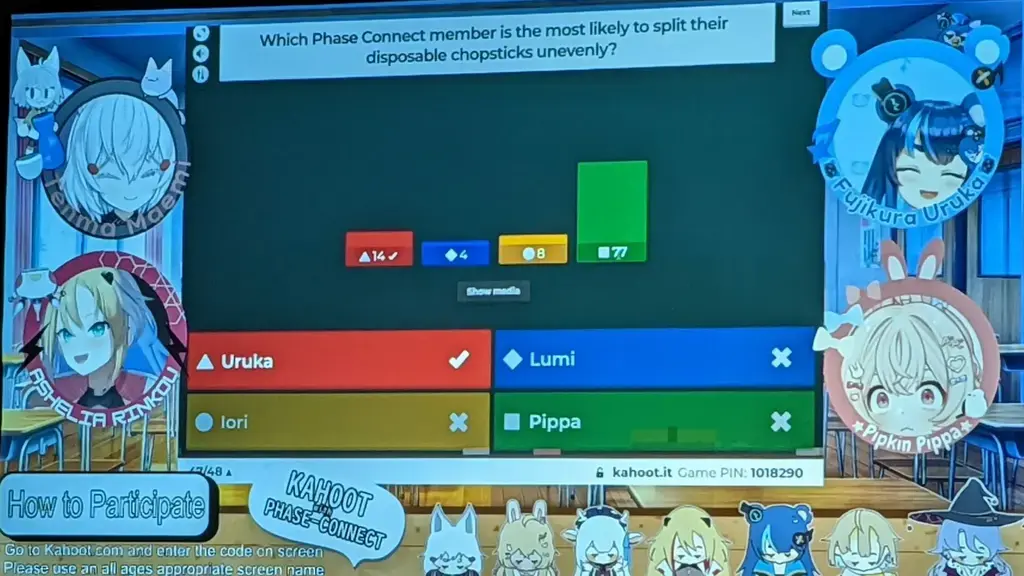 Next
Which Phase Connect member is the most likely to split their
disposable chopsticks unevenly?
Tenma Maemi
Fujikura Uruka
14
4
8
77
Show media
Uruka
Lumi
Iori
Pippa
ASHELIA RINKOU
★Pipkin Pippa★
47/48
kahoot.it Game PIN: 1018290
How to Participate
KAHOOT
WITH
PHASE-CONNECT
Go to Kahoot.com and enter the code on screen
Please use an all ages appropriate screen name